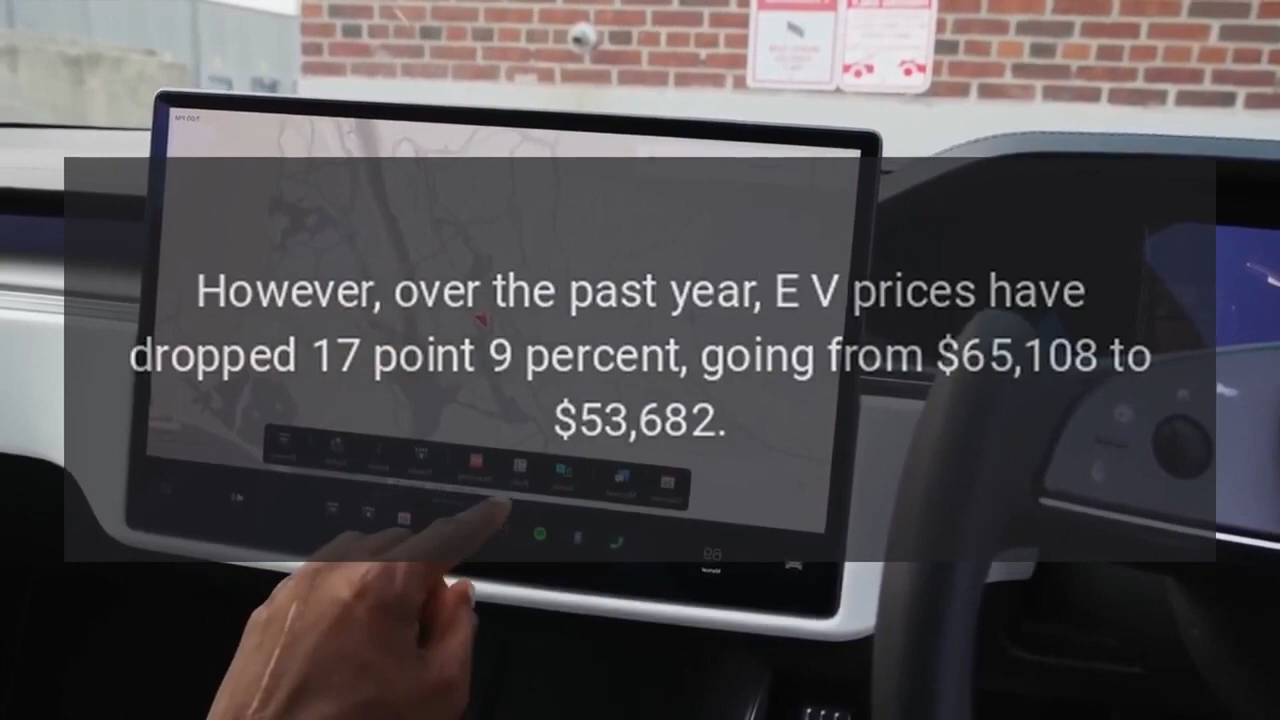 However, over the past year, E V prices have
dropped 17 point 9 percent, going from $65,108 to
$53,682.